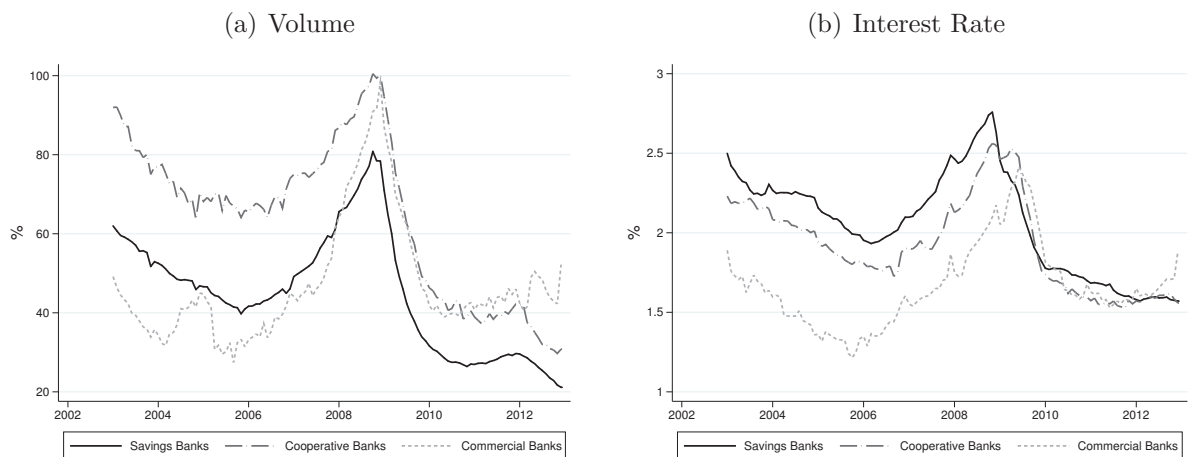 (a) Volume
100
80
60
40
20
%
2002 2004 2006 2008 2010 2012
Savings Banks Cooperative Banks Commercial Banks
(b) Interest Rate
3
2.5
2
1.5
1
%
2002 2004 2006 2008 2010 2012
Savings Banks Cooperative Banks Commercial Banks